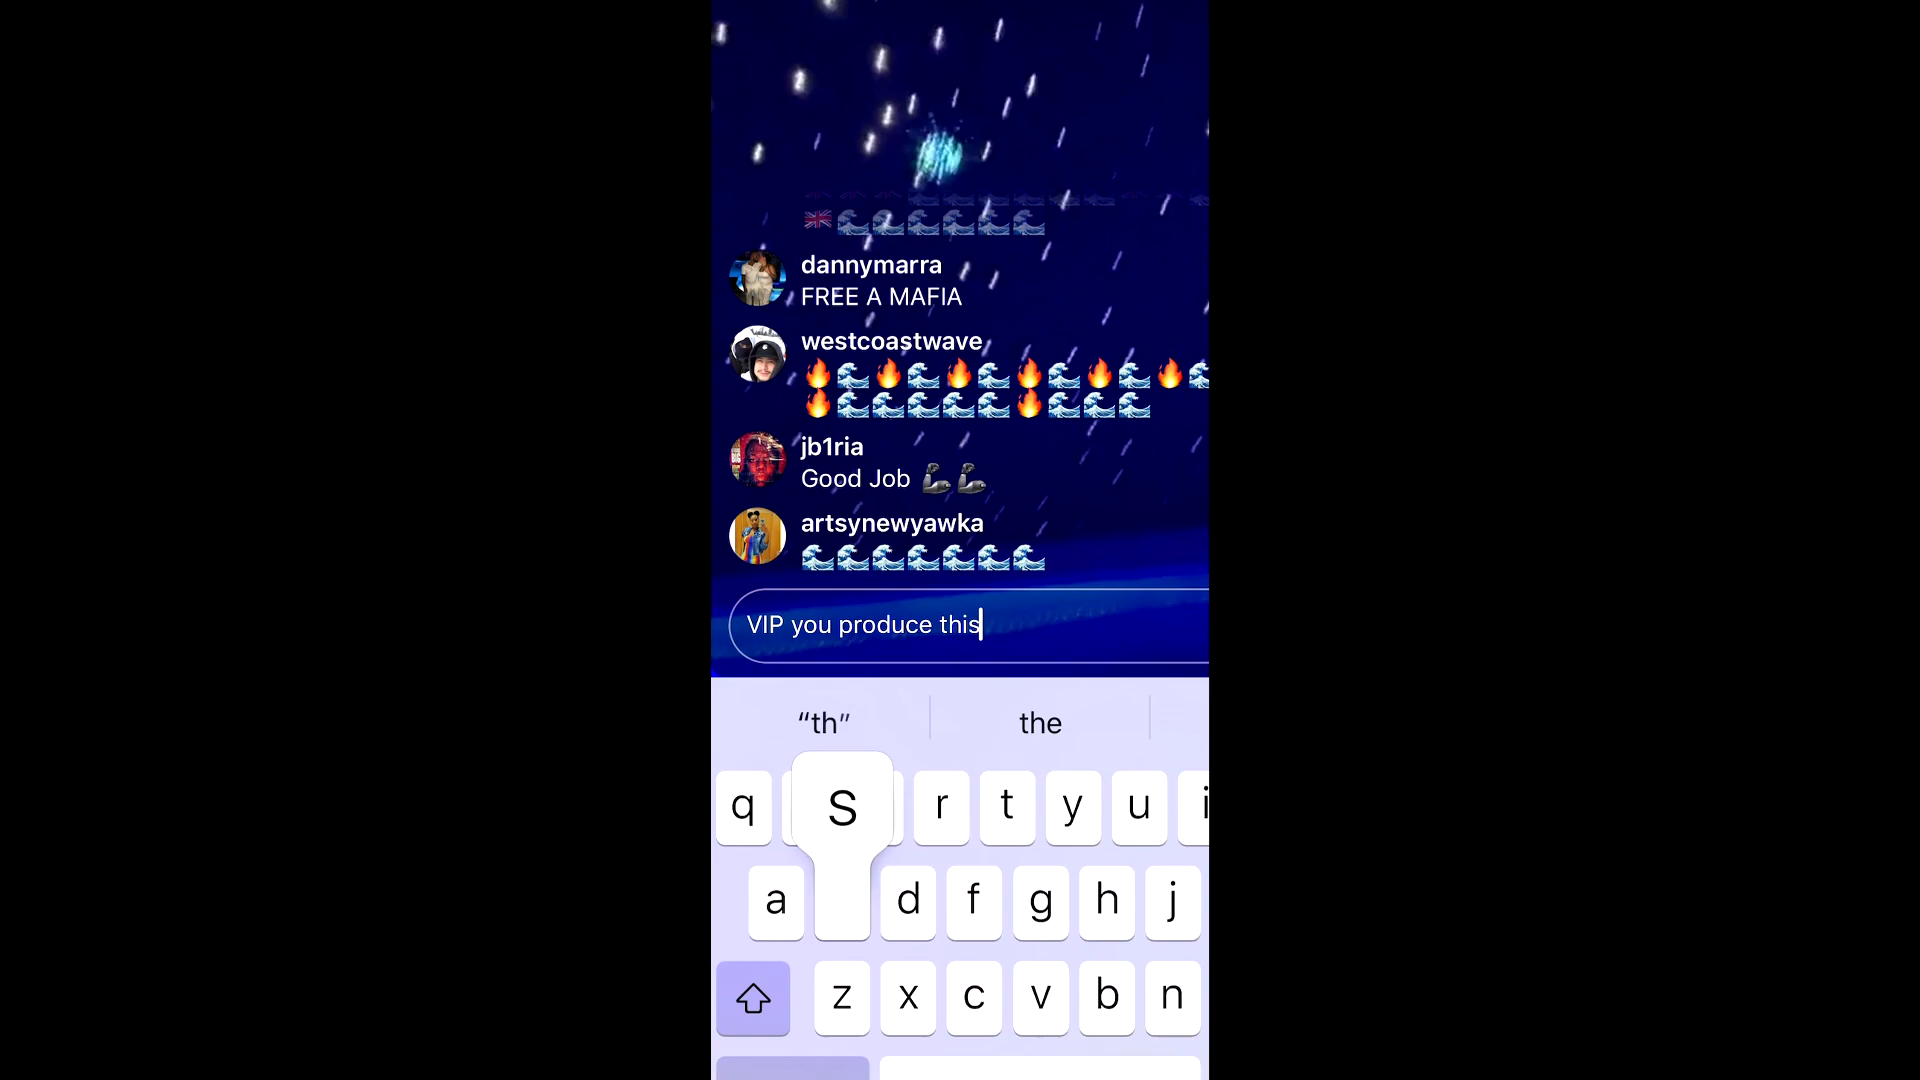 🇬🇧🌊🌊🌊🌊🌊🌊
dannymarra
FREE A MAFIA
westcoastwave
🔥🌊🔥🌊🔥🌊🔥🌊🔥🌊🔥🌊
🔥🌊🌊🌊🌊🌊🔥🌊🌊🌊
jb1ria
Good Job 🦾🦾
artsynewyawka
🌊🌊🌊🌊🌊🌊🌊
VIP you produce this
“th” the
q S r t y u i
a d f g h j
z x c v b n